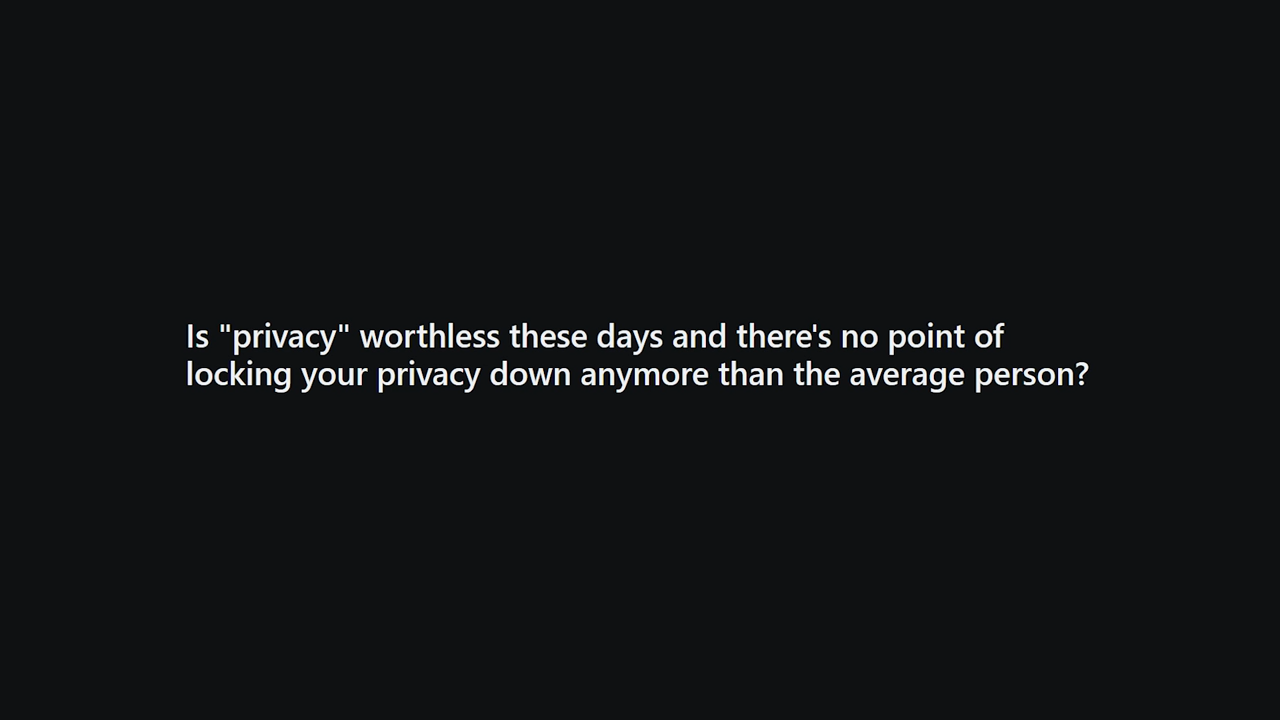 Is "privacy" worthless these days and there's no point of
locking your privacy down anymore than the average person?